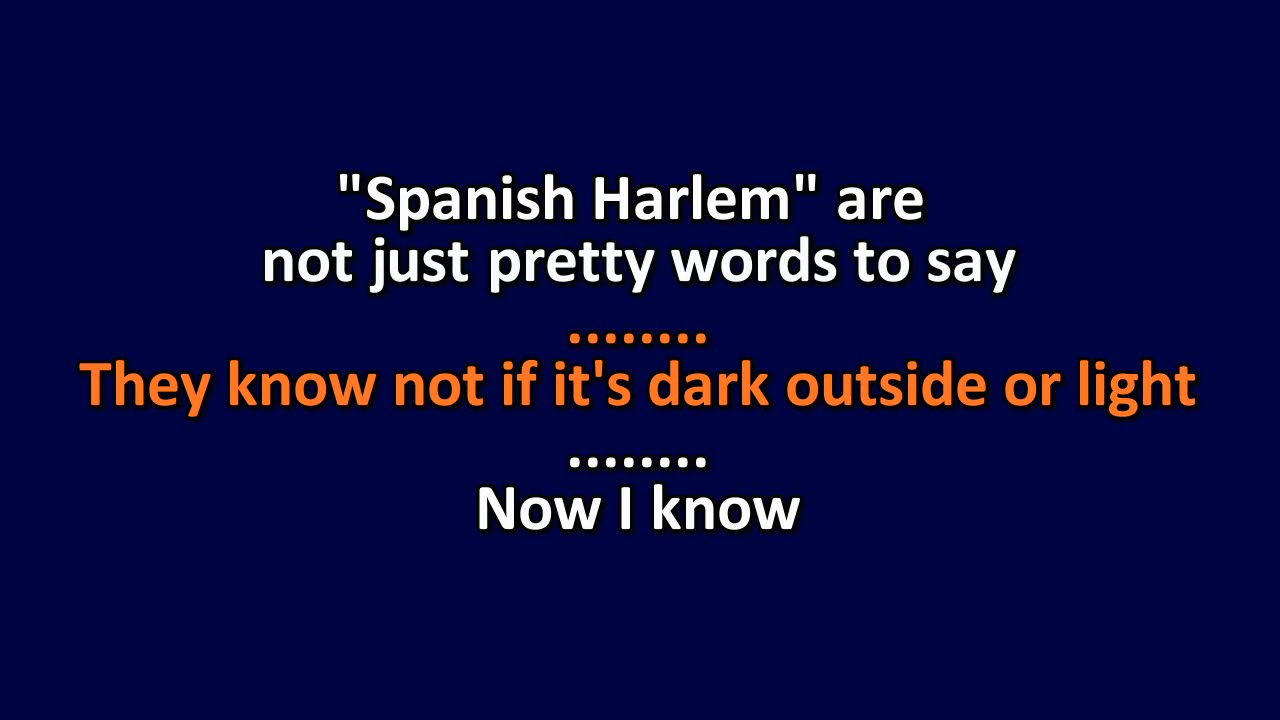 "Spanish Harlem" are
not just pretty words to say
........
They know not if it's dark outside or light
........
Now I know